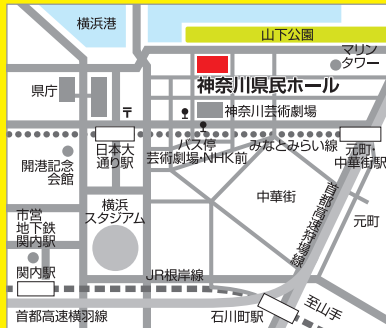 横浜港
山下公園
マリン
タワー
神奈川県民ホール
県庁
神奈川芸術劇場
日本大
通り駅
バス停
芸術劇場・NHK前
みなとみらい線
元町・
中華街駅
開港記念
会館
横浜
スタジアム
中華街
首都高速狩場線
元町
市営
地下鉄
関内駅
関内駅
JR根岸線
首都高速横羽線
石川町駅
至山手